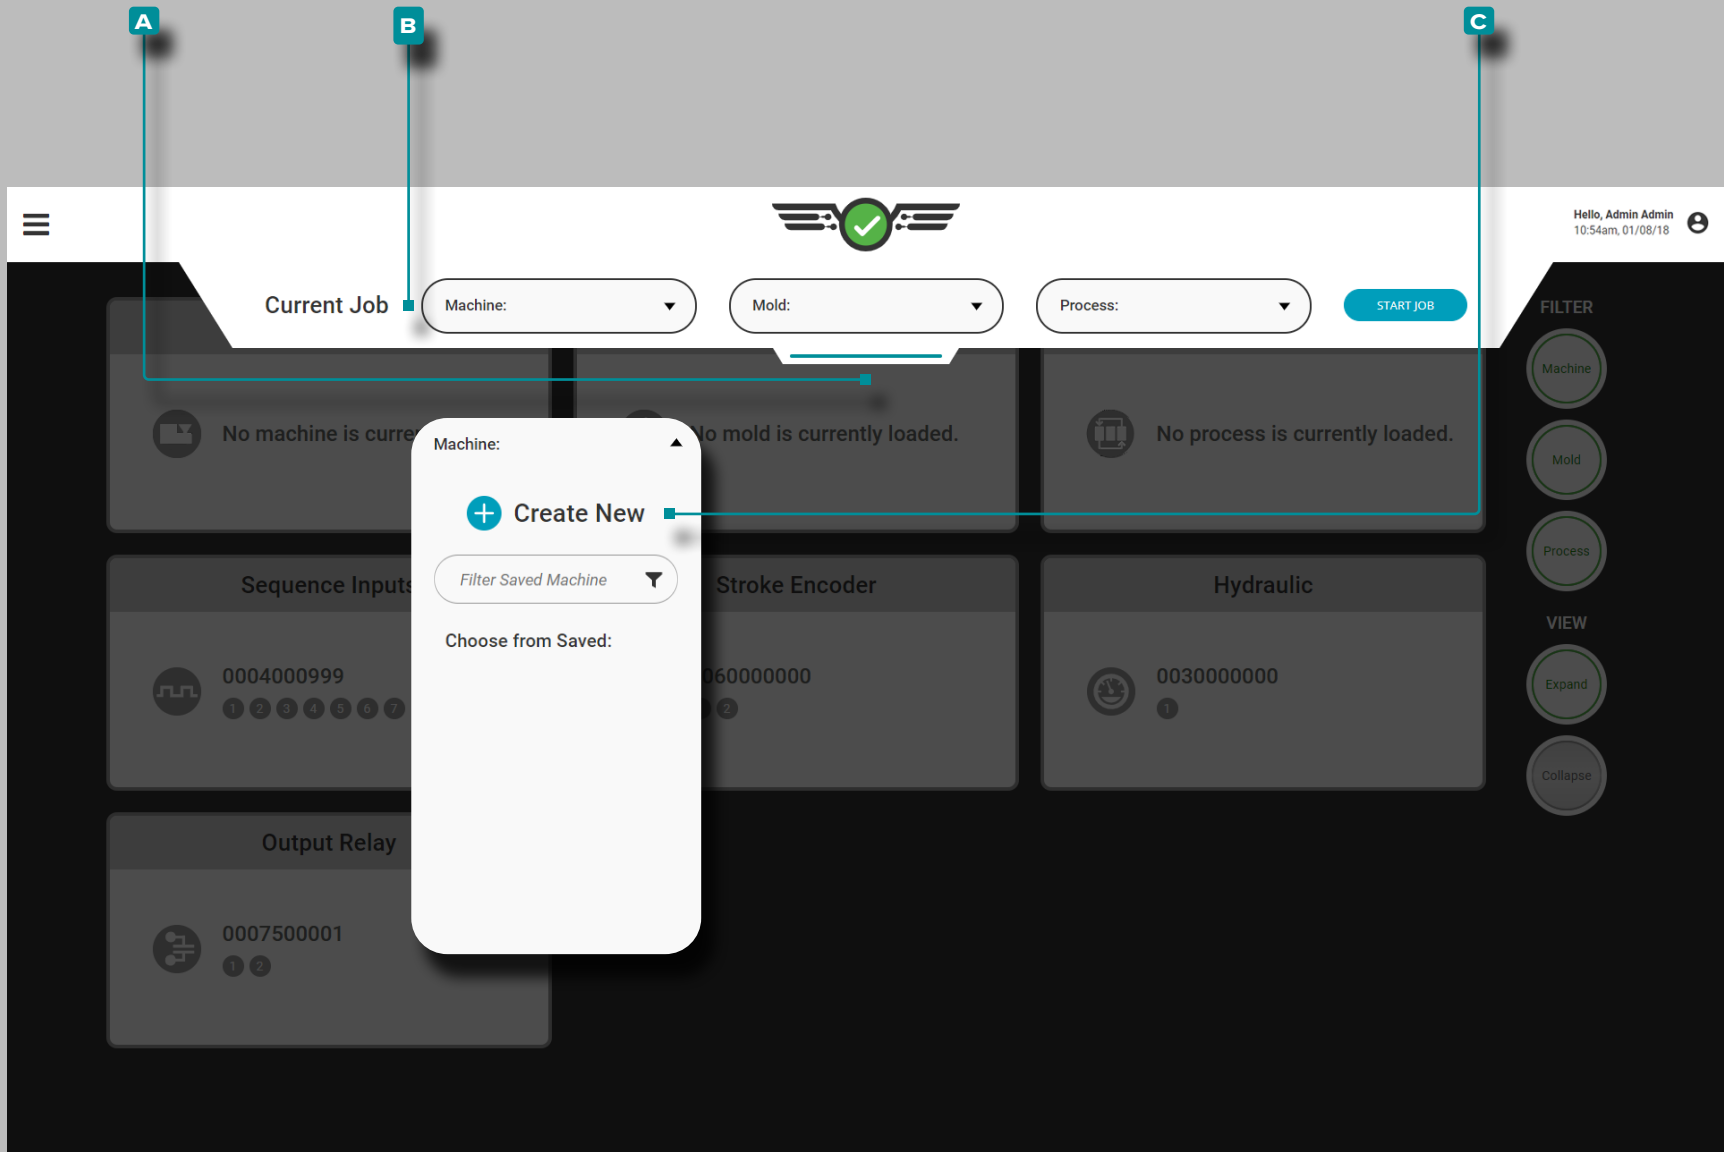 A
B
C
Hello, Admin Admin
10:54am, 01/08/18
Current Job
Machine:
Mold:
Process:
START JOB
FILTER
Machine
No machine is curre
No mold is currently loaded.
No process is currently loaded.
Machine:
Mold
Create New
Process
Filter Saved Machine
Sequence Inputs
Stroke Encoder
Hydraulic
VIEW
Choose from Saved:
0004000999
1 2 3 4 5 6 7
060000000
2
0030000000
1
Expand
Collapse
Output Relay
0007500001
1 2